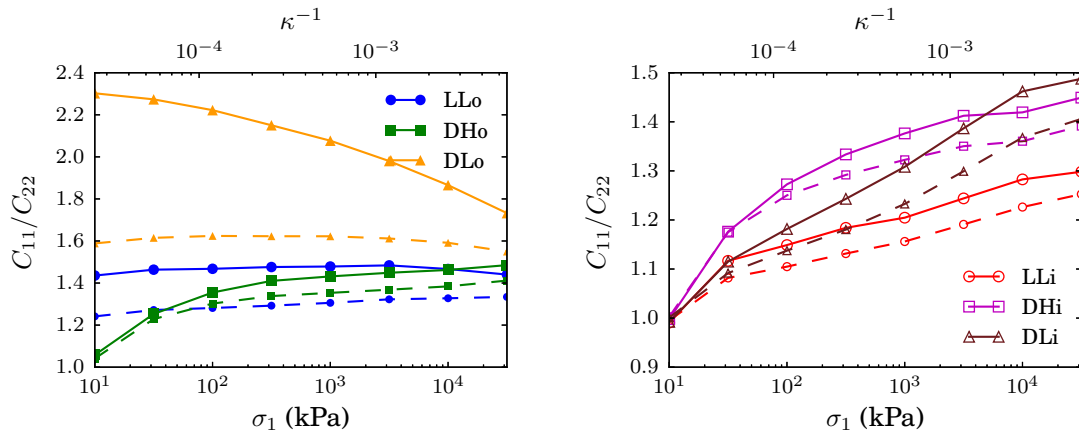 κ⁻¹
10⁻⁴ 10⁻³
2.4
2.2
2.0
1.8
1.6
1.4
1.2
1.0
C₁₁/C₂₂
LLo
DHo
DLo
10¹ 10² 10³ 10⁴
σ₁ (kPa)
κ⁻¹
10⁻⁴ 10⁻³
1.5
1.4
1.3
1.2
1.1
1.0
0.9
C₁₁/C₂₂
LLi
DHi
DLi
10¹ 10² 10³ 10⁴
σ₁ (kPa)